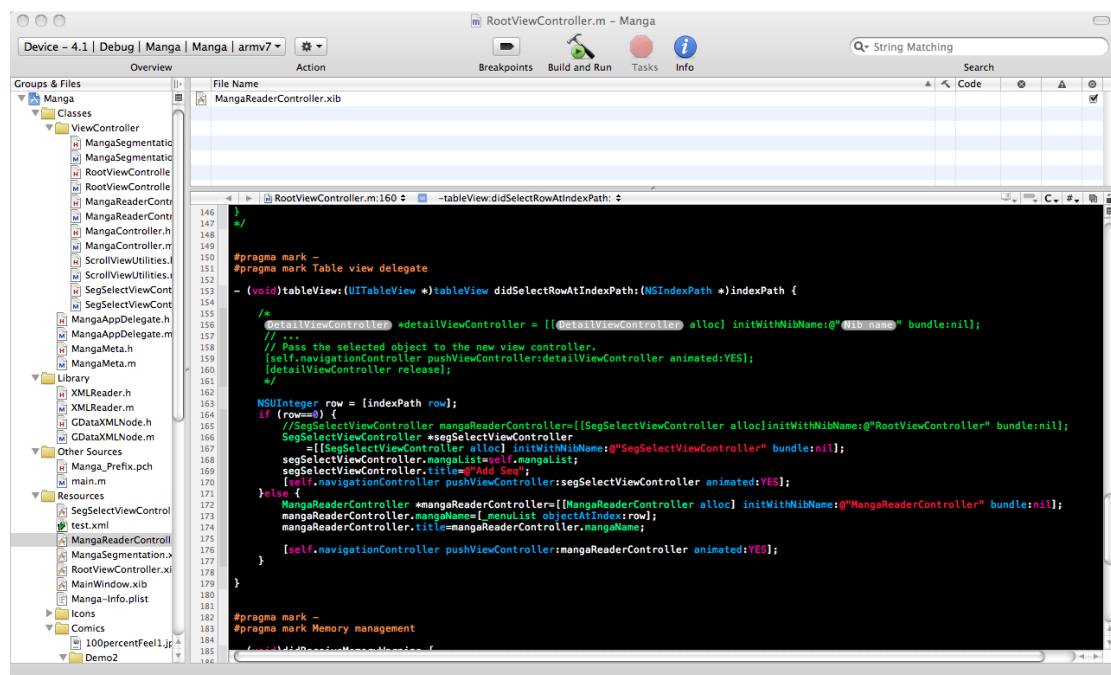 RootViewController.m – Manga
Device – 4.1 | Debug | Manga | Manga | armv7
String Matching
Overview
Action
Breakpoints
Build and Run
Tasks
Info
Search
Groups & Files
File Name
Code
Manga
MangaReaderController.xib
Classes
ViewController
MangaSegmentatio
MangaSegmentatio
RootViewControlle
RootViewControlle
MangaReaderContr
MangaReaderContr
MangaController.h
MangaController.m
ScrollViewUtilities.
ScrollViewUtilities.
SegSelectViewCont
SegSelectViewCont
MangaAppDelegate.h
MangaAppDelegate.m
MangaMeta.h
MangaMeta.m
Library
XMLReader.h
XMLReader.m
GDataXMLNode.h
GDataXMLNode.m
Other Sources
Manga_Prefix.pch
main.m
Resources
SegSelectViewControl
test.xml
MangaReaderControll
MangaSegmentation.x
RootViewController.xi
MainWindow.xib
Manga-Info.plist
Icons
Comics
100percentFeel1.jp
Demo2
RootViewController.m:160
-tableView:didSelectRowAtIndexPath:
C
#
146 }
147 */
148
149
150 #pragma mark –
151 #pragma mark Table view delegate
152
153 – (void)tableView:(UITableView *)tableView didSelectRowAtIndexPath:(NSIndexPath *)indexPath {
154
155 /*
156 DetailViewController *detailViewController = [[DetailViewController alloc] initWithNibName:@"Nib name" bundle:nil];
157 // ...
158 // Pass the selected object to the new view controller.
159 [self.navigationController pushViewController:detailViewController animated:YES];
160 [detailViewController release];
161 */
162
163 NSUInteger row = [indexPath row];
164 if (row==0) {
165 //SegSelectViewController mangaReaderController=[[SegSelectViewController alloc]initWithNibName:@"RootViewController" bundle:nil];
166 SegSelectViewController *segSelectViewController
167 =[[SegSelectViewController alloc] initWithNibName:@"SegSelectViewController" bundle:nil];
168 segSelectViewController.mangaList=self.mangaList;
169 segSelectViewController.title=@"Add Seq";
170 [self.navigationController pushViewController:segSelectViewController animated:YES];
171 }else {
172 MangaReaderController *mangaReaderController=[[MangaReaderController alloc] initWithNibName:@"MangaReaderController" bundle:nil];
173 mangaReaderController.mangaName=[_menuList objectAtIndex:row];
174 mangaReaderController.title=mangaReaderController.mangaName;
175
176 [self.navigationController pushViewController:mangaReaderController animated:YES];
177 }
178
179 }
180
181
182 #pragma mark –
183 #pragma mark Memory management
184
185 – (void)didReceiveMemoryWarning {
186